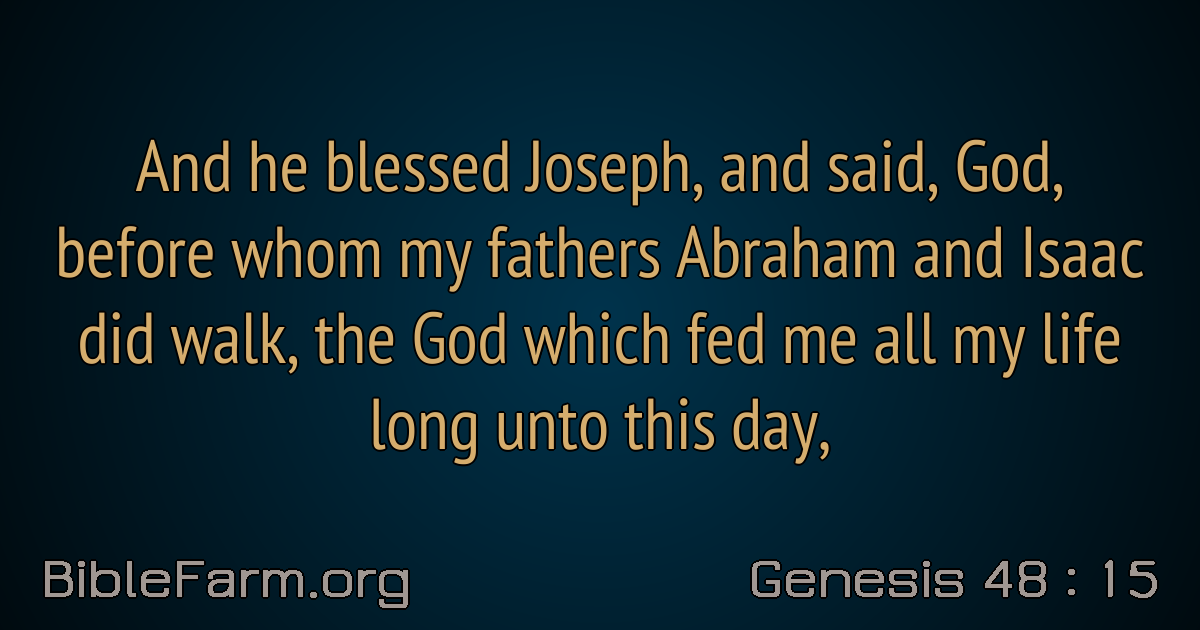 And he blessed Joseph, and said, God,
before whom my fathers Abraham and Isaac
did walk, the God which fed me all my life
long unto this day,
BibleFarm.org
Genesis 48 : 15